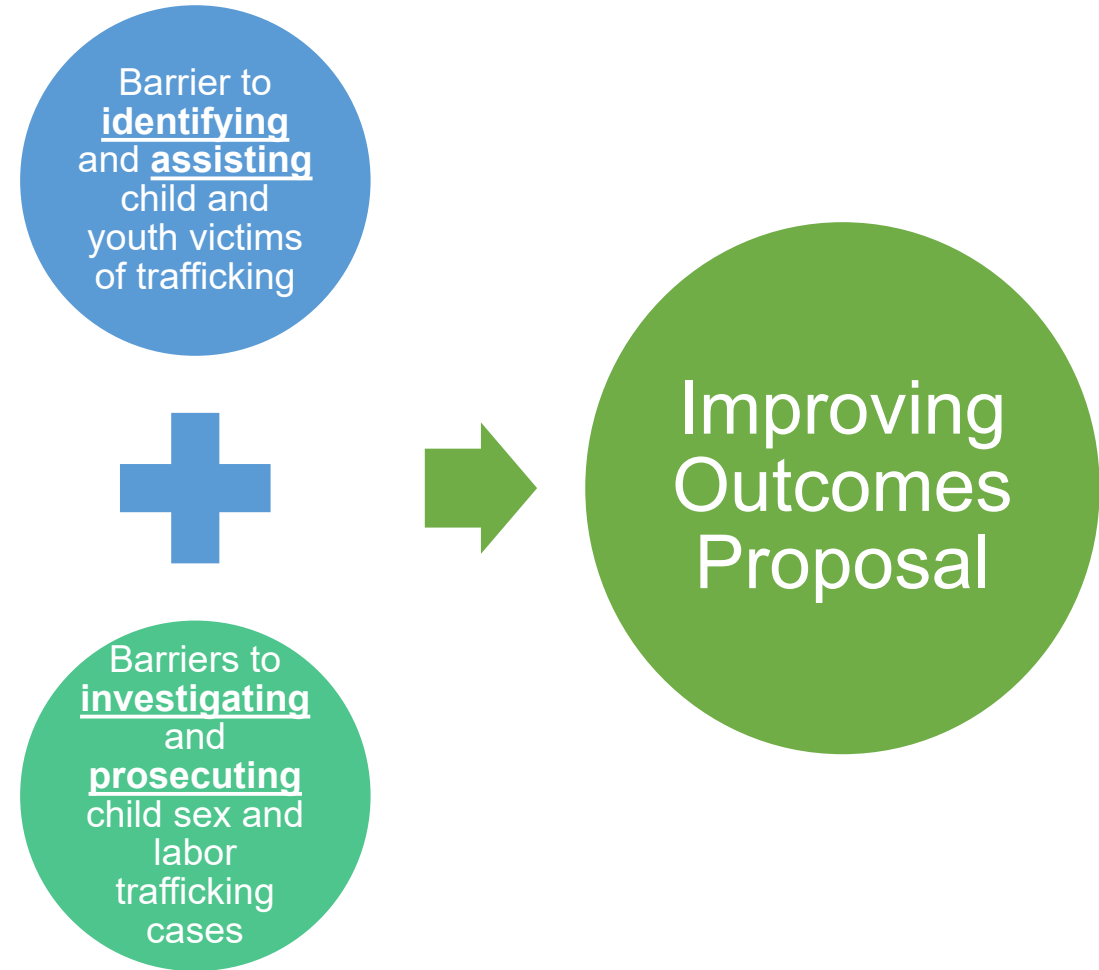 Barrier to
identifying
and assisting
child and
youth victims
of trafficking
Barriers to
investigating
and
prosecuting
child sex and
labor
trafficking
cases
Improving
Outcomes
Proposal